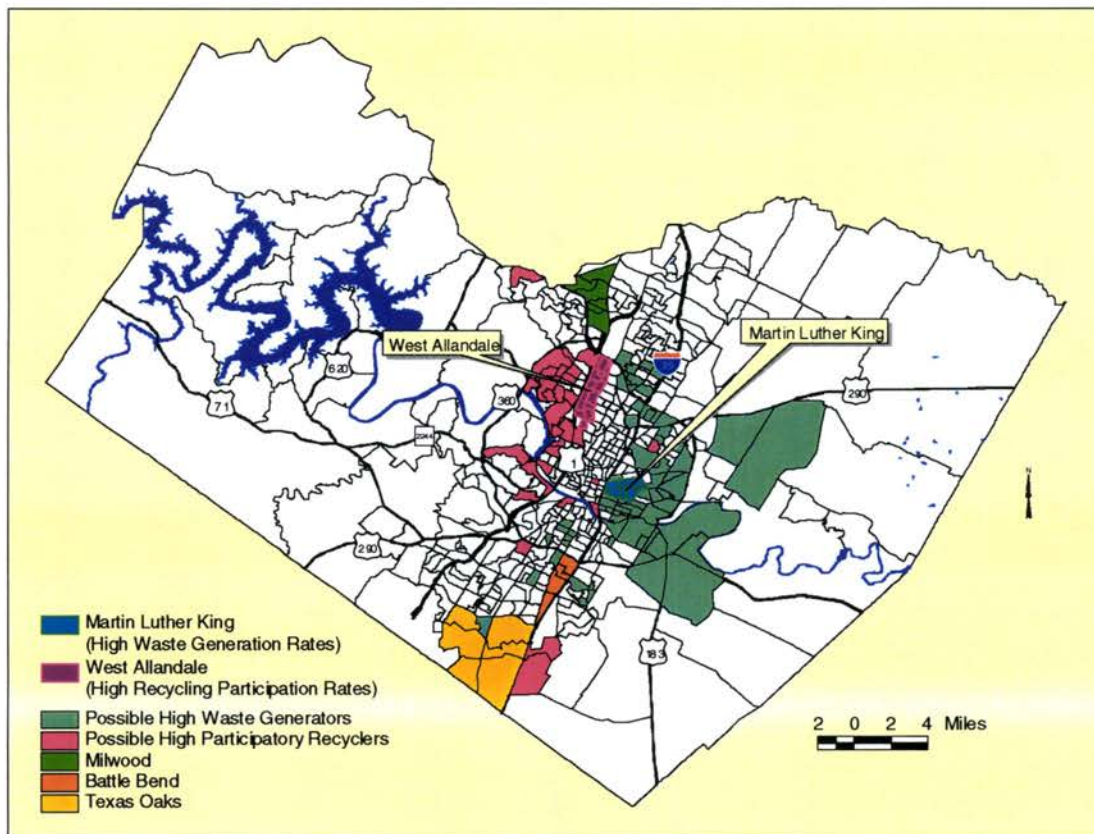 West Allandale
Martin Luther King
620
71
360
2244
290
1
290
183
N
Martin Luther King
(High Waste Generation Rates)
West Allandale
(High Recycling Participation Rates)
Possible High Waste Generators
Possible High Participatory Recyclers
Milwood
Battle Bend
Texas Oaks
2 0 2 4 Miles